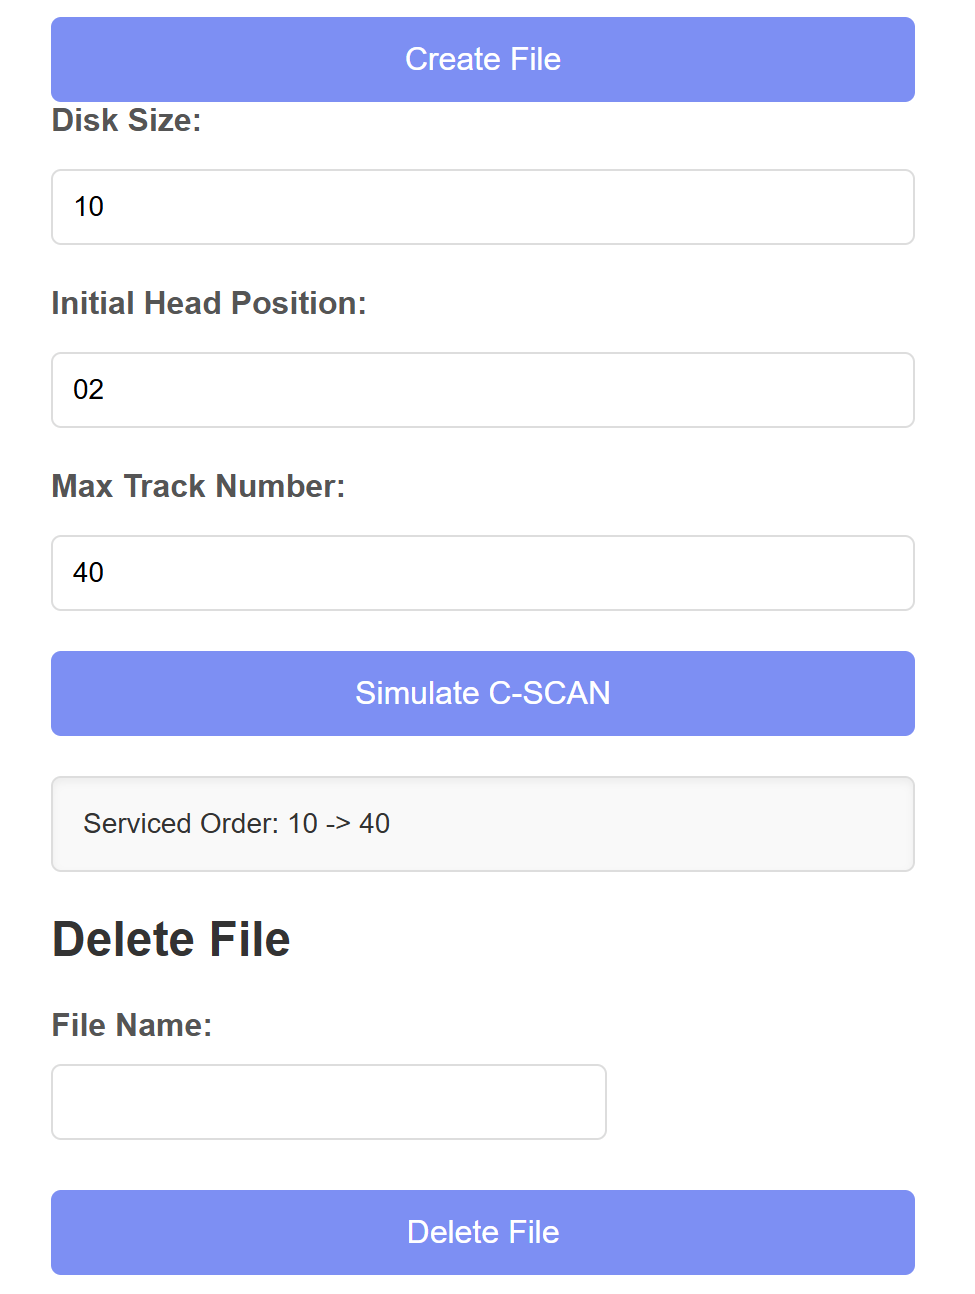 Create File
Disk Size:
10
Initial Head Position:
02
Max Track Number:
40
Simulate C-SCAN
Serviced Order: 10 -> 40
Delete File
File Name:
Delete File